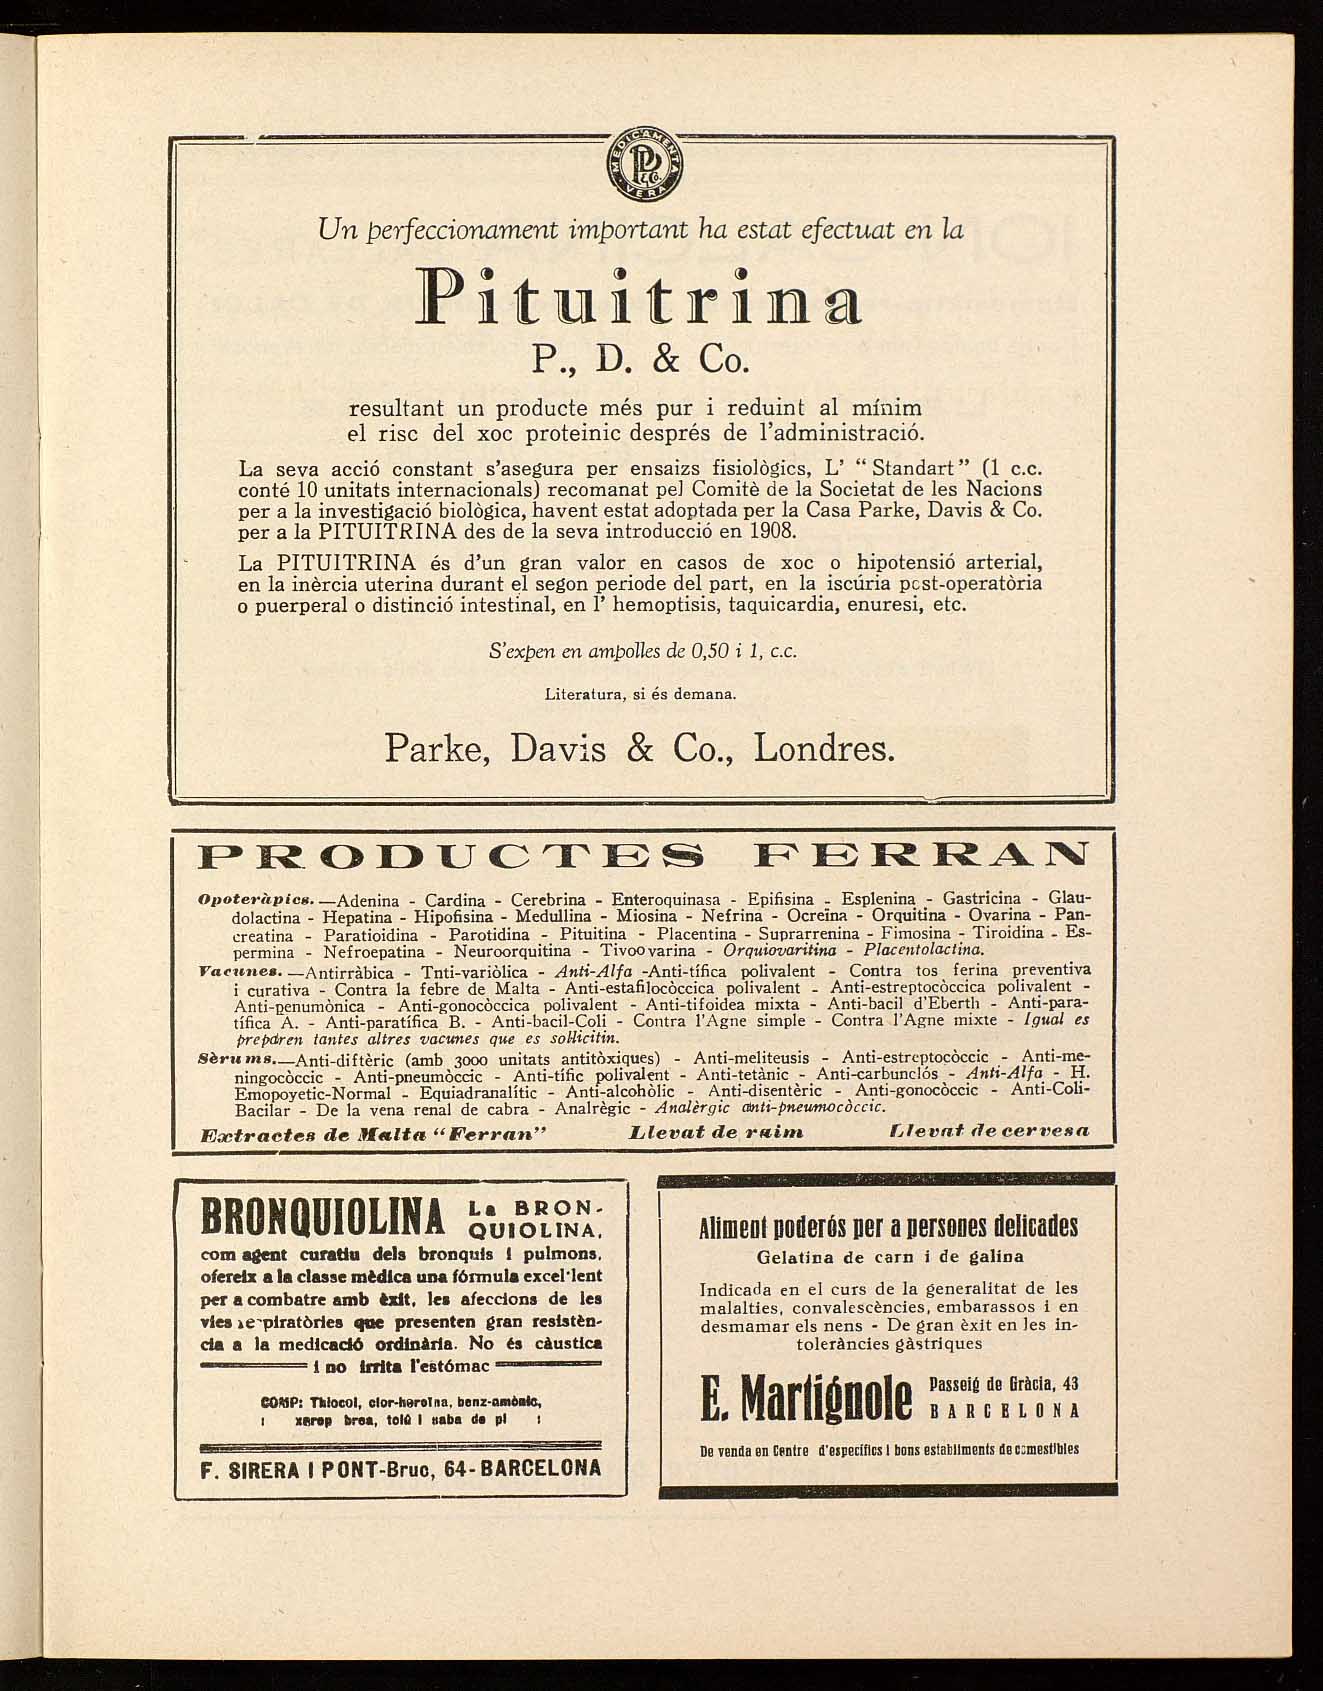 MEDICAMENTA VERA
P D & Co.
Un perfeccionament important ha estat efectuat en la
Pituitrina
P., D. & Co.
resultant un producte més pur i reduint al mínim
el risc del xoc proteinic després de l'administració.
La seva acció constant s'asegura per ensaizs fisiològics, L' “ Standart” (1 c.c.
conté 10 unitats internacionals) recomanat pel Comitè de la Societat de les Nacions
per a la investigació biològica, havent estat adoptada per la Casa Parke, Davis & Co.
per a la PITUITRINA des de la seva introducció en 1908.
La PITUITRINA és d'un gran valor en casos de xoc o hipotensió arterial,
en la inèrcia uterina durant el segon periode del part, en la iscúria post-operatòria
o puerperal o distinció intestinal, en l' hemoptisis, taquicardia, enuresi, etc.
S'expen en ampolles de 0,50 i 1, c.c.
Literatura, si és demana.
Parke, Davis & Co., Londres.
PRODUCTES FERRAN
Opoteràpics.—Adenina - Cardina - Cerebrina - Enteroquinasa - Epifisina - Esplenina - Gastricina - Glau-
dolactina - Hepatina - Hipofisina - Medullina - Miosina - Nefrina - Ocreïna - Orquitina - Ovarina - Pan-
creatina - Paratioidina - Parotidina - Pituitina - Placentina - Suprarrenina - Fimosina - Tiroidina - Es-
permina - Nefroepatina - Neuroorquitina - Tivoovarina - Orquiovaritina - Placentolactina.
Vacunes.—Antirràbica - Tnti-variòlica - Anti-Alfa -Anti-tífica polivalent - Contra tos ferina preventiva
i curativa - Contra la febre de Malta - Anti-estafilocòccica polivalent - Anti-estreptocòccica polivalent -
Anti-penumònica - Anti-gonocòccica polivalent - Anti-tifoidea mixta - Anti-bacil d'Eberth - Anti-para-
tífica A. - Anti-paratífica B. - Anti-bacil-Coli - Contra l'Agne simple - Contra l'Agne mixte - Igual es
prepdren tantes altres vacunes que es sol·licitin.
Sèrums.—Anti-diftèric (amb 3000 unitats antitòxiques) - Anti-meliteusis - Anti-estreptococcic - Anti-me-
ningocòccic - Anti-pneumòccic - Anti-tífic polivalent - Anti-tetànic - Anti-carbunclós - Anti-Alfa - H.
Emopoyetic-Normal - Equiadranalític - Anti-alcohòlic - Anti-disentèric - Anti-gonocòccic - Anti-Coli-
Bacilar - De la vena renal de cabra - Analrègic - Analèrgic anti-pneumocòccic.
Extractes de Malta “Ferran” Llevat de raim Llevat de cervesa
BRONQUIOLINA La BRON-
QUIOLINA,
com agent curatiu dels bronquis i pulmons,
ofereix a la classe mèdica una fórmula excel·lent
per a combatre amb èxit, les afeccions de les
vies respiratòries que presenten gran resistèn-
cia a la medicació ordinària. No és càustica
i no irrita l'estómac
COMP: Thiocol, clor-heroïna, benz-amònic,
xarop brea, tolú i saba de pi
F. SIRERA I PONT-Bruc, 64-BARCELONA
Aliment poderós per a persones delicades
Gelatina de carn i de galina
Indicada en el curs de la generalitat de les
malalties, convalescències, embarassos i en
desmamar els nens - De gran èxit en les in-
toleràncies gàstriques
E. Martignole Passeig de Gràcia, 43
BARCELONA
De venda en Centre d'específics i bons establiments de comestibles